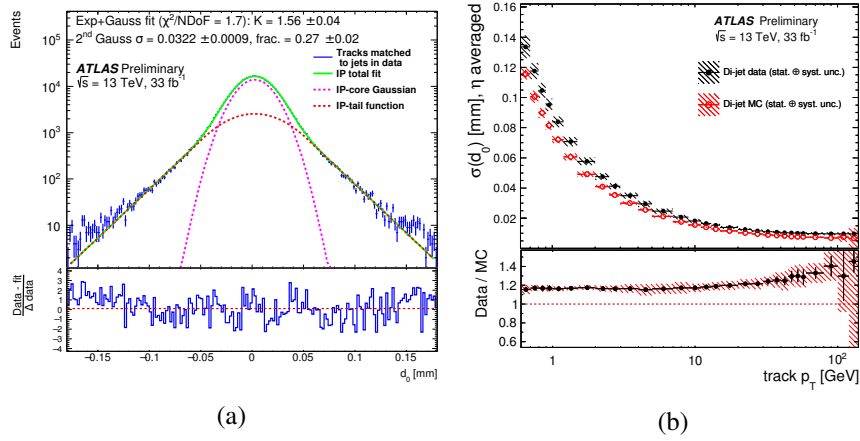 Exp+Gauss fit (χ²/NDoF = 1.7): K = 1.56 ±0.04
2nd Gauss σ = 0.0322 ±0.0009, frac. = 0.27 ±0.02
Events
10⁵
10⁴
10³
10²
10
ATLAS Preliminary
√s = 13 TeV, 33 fb⁻¹
Tracks matched
to jets in data
IP total fit
IP-core Gaussian
IP-tail function
Data - fit
Δ data
4
3
2
1
0
−1
−2
−3
−4
−0.15 −0.1 −0.05 0 0.05 0.1 0.15
d₀ [mm]
(a)
σ(d₀) [mm], η averaged
0.16
0.14
0.12
0.1
0.08
0.06
0.04
0.02
ATLAS Preliminary
√s = 13 TeV, 33 fb⁻¹
Di-jet data (stat. ⊕ syst. unc.)
Di-jet MC (stat. ⊕ syst. unc.)
Data / MC
1.4
1.2
1
0.8
0.6
1 10 10²
track p_T [GeV]
(b)